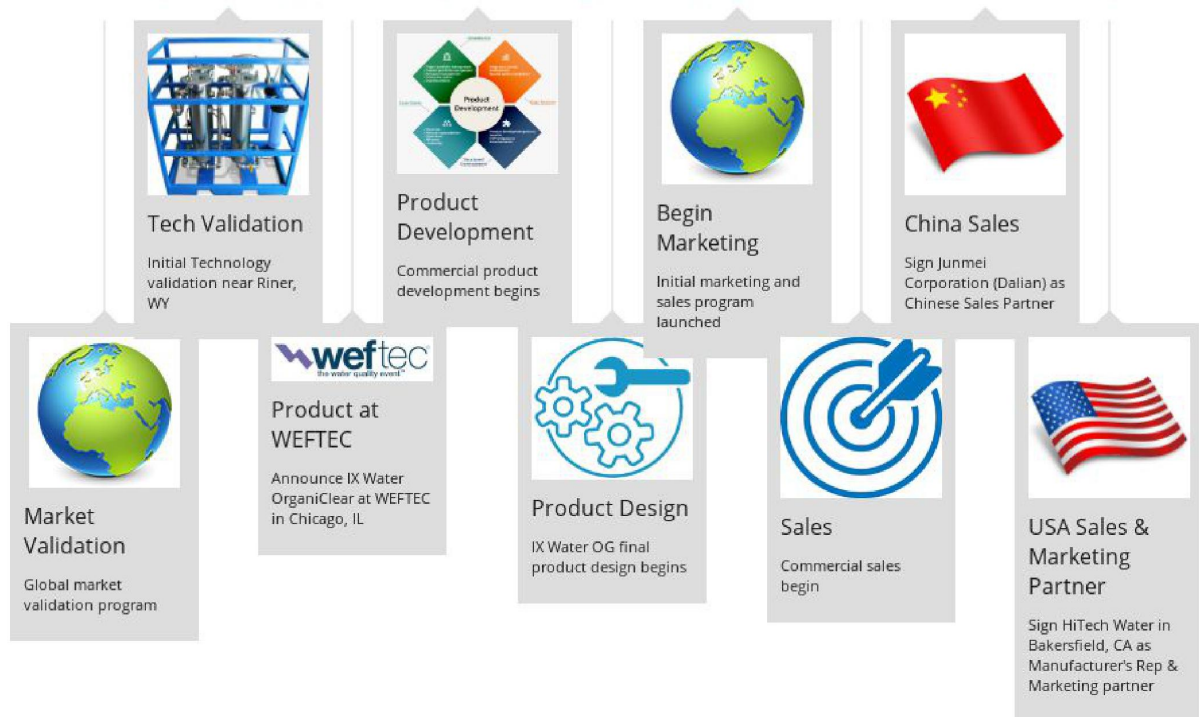 Market
Validation
Global market
validation program
Tech Validation
Initial Technology
validation near Riner,
WY
weftec
the water quality event™
Product at
WEFTEC
Announce IX Water
OrganiClear at WEFTEC
in Chicago, IL
Product
Development
Product
Development
Commercial product
development begins
Product Design
IX Water OG final
product design begins
Begin
Marketing
Initial marketing and
sales program
launched
Sales
Commercial sales
begin
China Sales
Sign Junmei
Corporation (Dalian) as
Chinese Sales Partner
USA Sales &
Marketing
Partner
Sign HiTech Water in
Bakersfield, CA as
Manufacturer's Rep &
Marketing partner